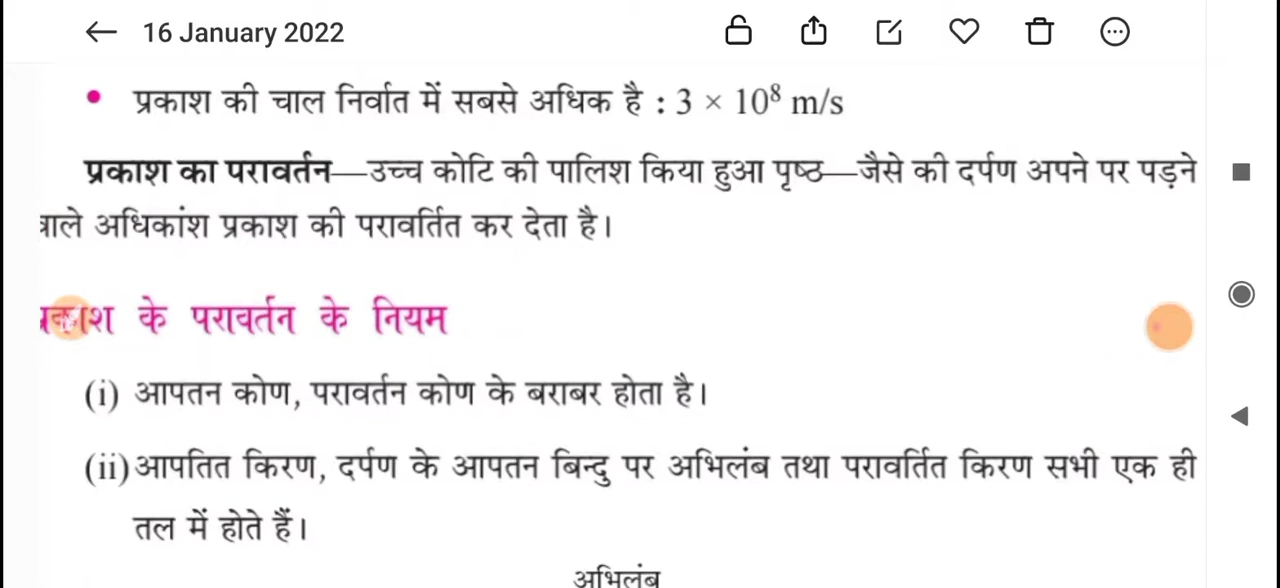 16 January 2022
• प्रकाश की चाल निर्वात में सबसे अधिक है : 3 × 10⁸ m/s
प्रकाश का परावर्तन—उच्च कोटि की पालिश किया हुआ पृष्ठ—जैसे की दर्पण अपने पर पड़ने
वाले अधिकांश प्रकाश को परावर्तित कर देता है।
प्रकाश के परावर्तन के नियम
(i) आपतन कोण, परावर्तन कोण के बराबर होता है।
(ii) आपतित किरण, दर्पण के आपतन बिन्दु पर अभिलंब तथा परावर्तित किरण सभी एक ही
तल में होते हैं।
अभिलंब